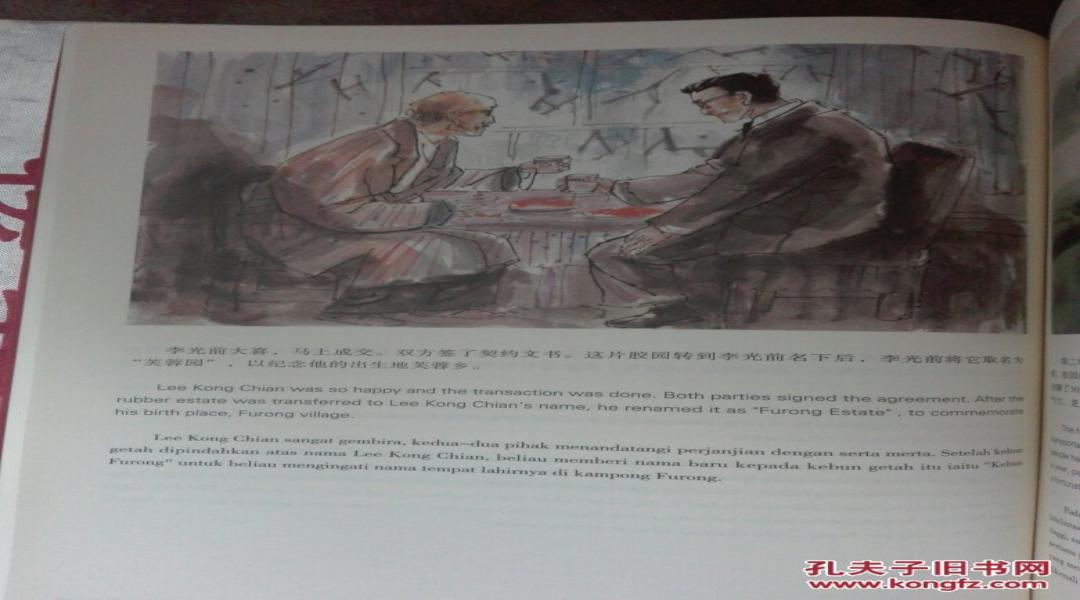 李光前大喜，马上成交。双方签了契约文书。这片胶园转到李光前名下后，李光前将它取名为
“芙蓉园”，以纪念他的出生地芙蓉乡。
Lee Kong Chian was so happy and the transaction was done. Both parties signed the agreement. After the
rubber estate was transferred to Lee Kong Chian's name, he renamed it as "Furong Estate" , to commemorate
his birth place, Furong village.
Lee Kong Chian sangat gembira, kedua-dua pihak menandatangi perjanjian dengan serta merta. Setelah kebun
getah dipindahkan atas nama Lee Kong Chian, beliau memberi nama baru kepada kebun getah itu iaitu "Kebun
Furong" untuk beliau mengingati nama tempat lahirnya di kampong Furong.
孔夫子旧书网
www.kongfz.com